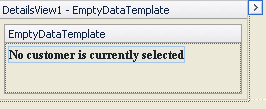 DetailsView1 - EmptyDataTemplate
EmptyDataTemplate
No customer is currently selected